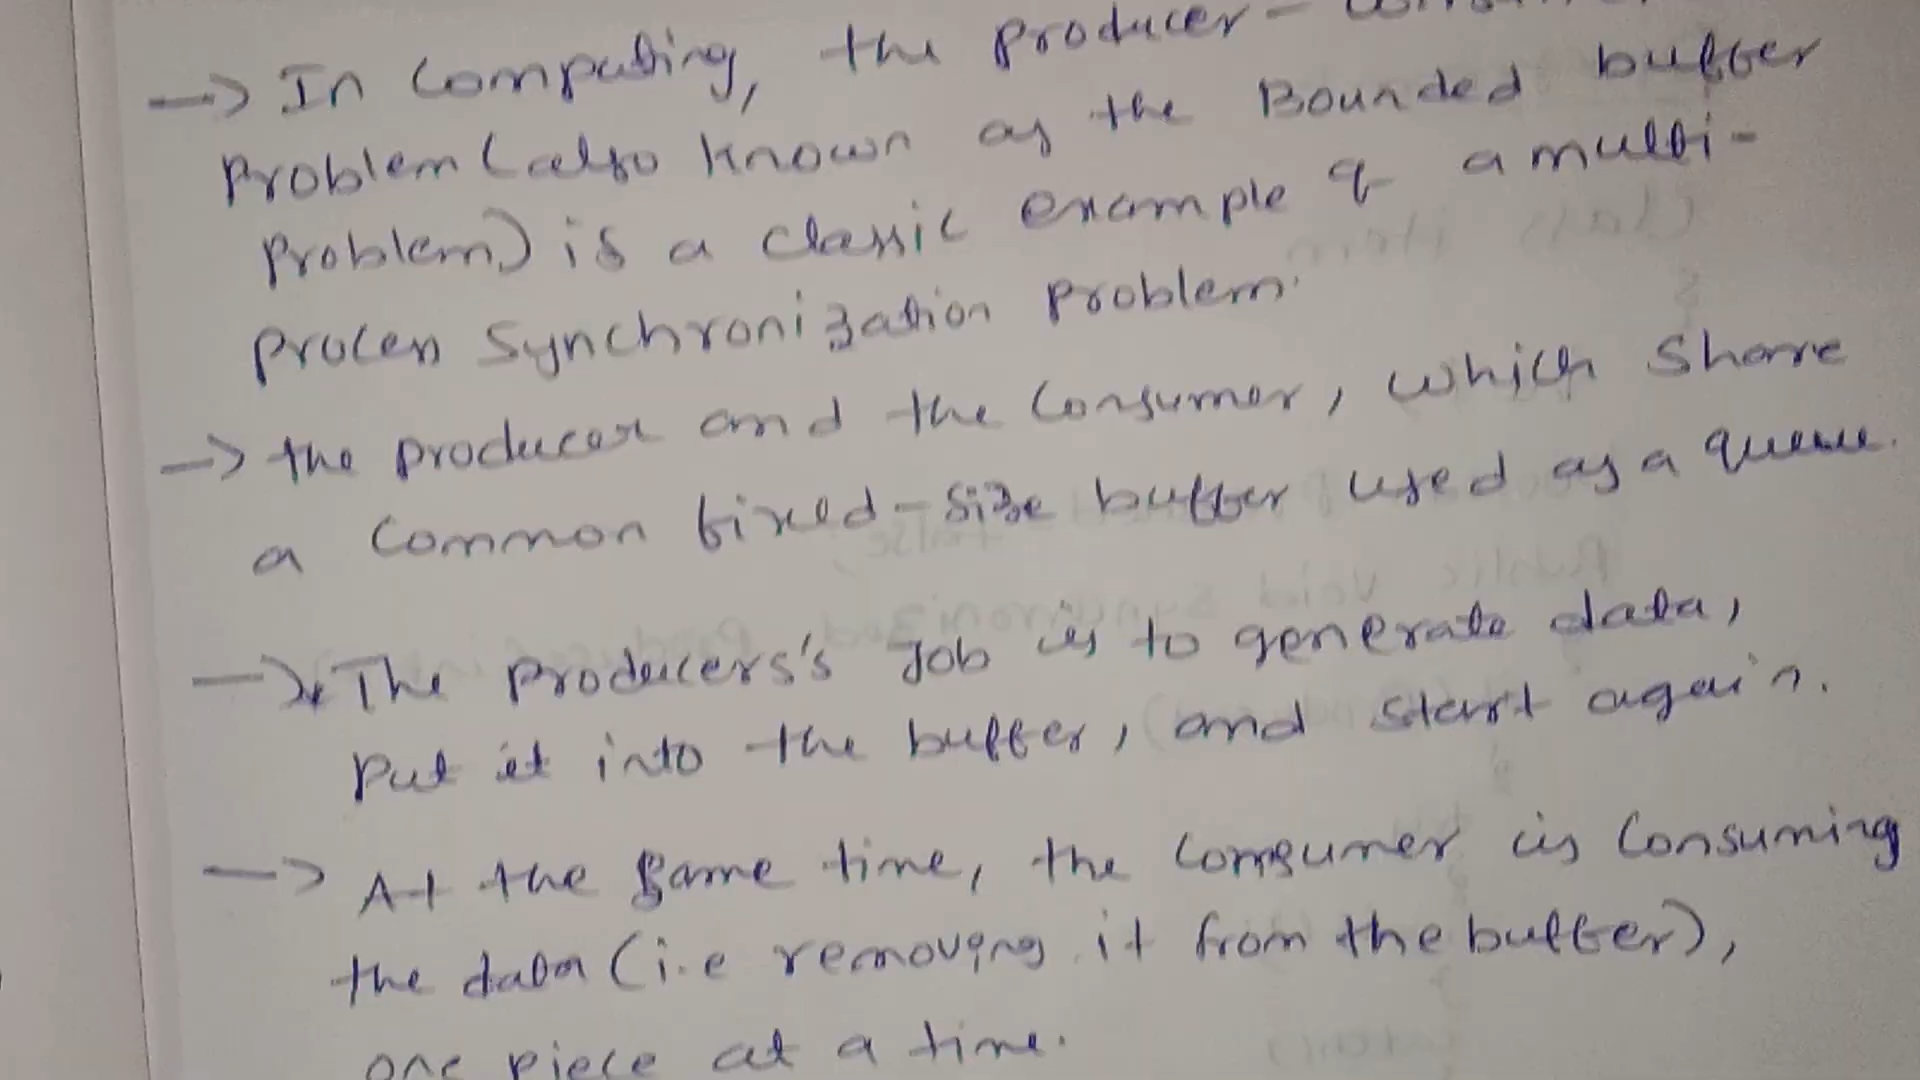 → In Computing, the producer-
Problem (also known as the Bounded buffer
Problem) is a classic example of a multi-
process synchronization problem.
→ the producer and the consumer, which share
a common fixed-size buffer used as a queue.
→ The producers's Job is to generate data,
put it into the buffer, and start again.
→ At the same time, the consumer is consuming
the data (i.e removing it from the buffer),
one piece at a time.